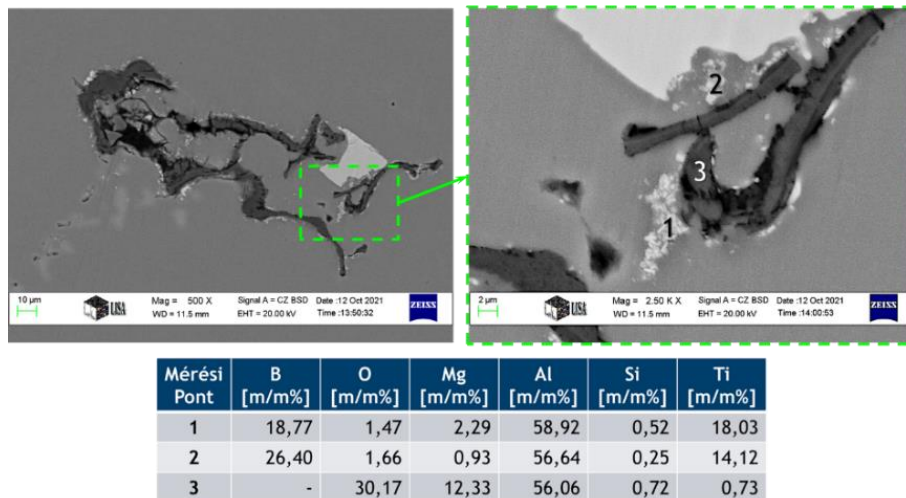 10 µm
LISA
Mag = 500 X
WD = 11.5 mm
Signal A = CZ BSD
EHT = 20.00 kV
Date :12 Oct 2021
Time :13:50:32
ZEISS
2
3
1
2 µm
LISA
Mag = 2.50 K X
WD = 11.5 mm
Signal A = CZ BSD
EHT = 20.00 kV
Date :12 Oct 2021
Time :14:00:53
ZEISS
Mérési Pont B [m/m%] O [m/m%] Mg [m/m%] Al [m/m%] Si [m/m%] Ti [m/m%]
1 18,77 1,47 2,29 58,92 0,52 18,03
2 26,40 1,66 0,93 56,64 0,25 14,12
3 - 30,17 12,33 56,06 0,72 0,73